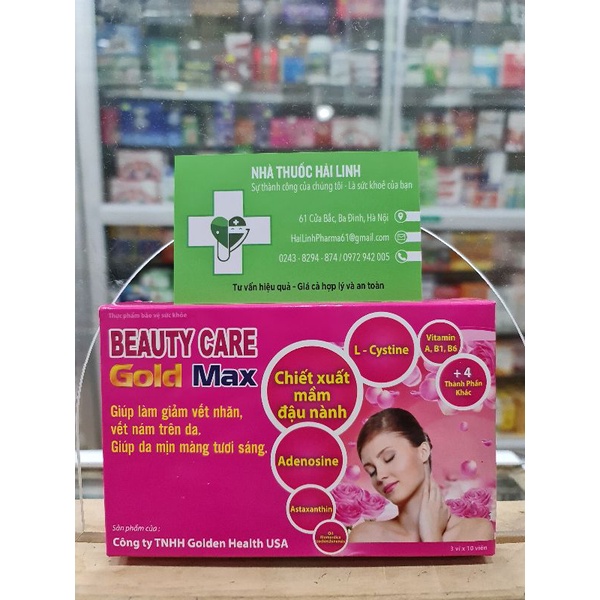 NHÀ THUỐC HẢI LINH
Sự thành công của chúng tôi - Là sức khoẻ của bạn
61 Cửa Bắc, Ba Đình, Hà Nội
HaiLinhPharma61@gmail.com
0243 - 8294 - 874 / 0972 942 005
Tư vấn hiệu quả - Giá cả hợp lý và an toàn
Thực phẩm bảo vệ sức khỏe
BEAUTY CARE
Gold Max
Giúp làm giảm vết nhăn,
vết nám trên da.
Giúp da mịn màng tươi sáng.
Chiết xuất
mầm
đậu nành
L - Cystine
Vitamin
A, B1, B6
+ 4
Thành Phần
Khác
Adenosine
Astaxanthin
Sản phẩm của :
Công ty TNHH Golden Health USA
3 vỉ x 10 viên